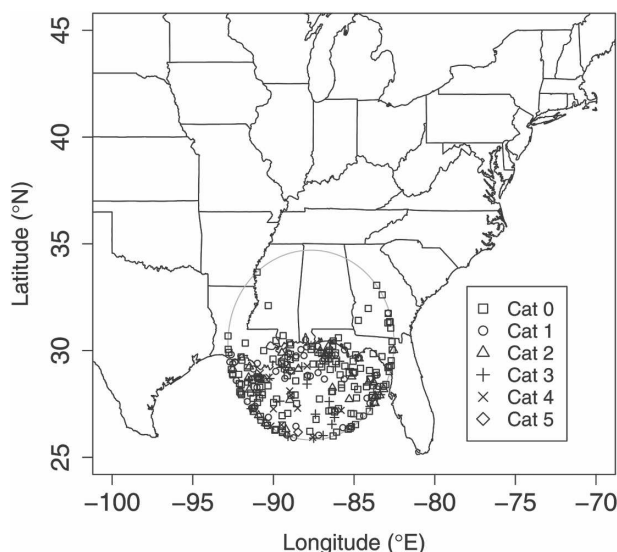 45
40
35
30
25
Latitude (°N)
Cat 0
Cat 1
Cat 2
Cat 3
Cat 4
Cat 5
−100
−95
−90
−85
−80
−75
−70
Longitude (°E)